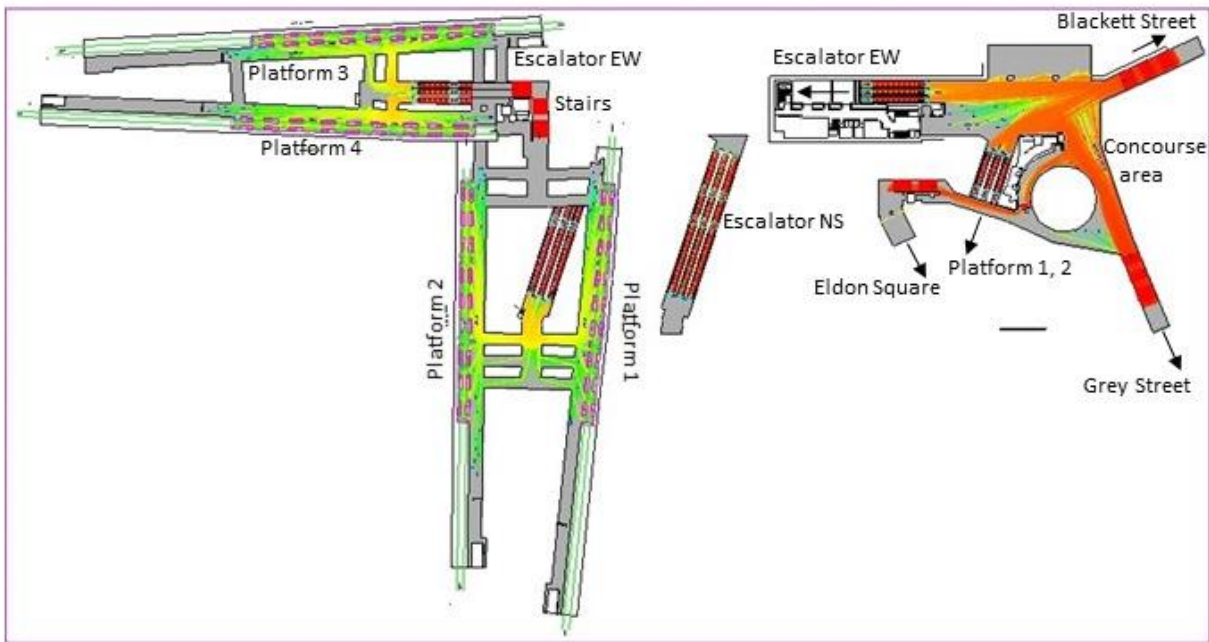 Platform 3
Escalator EW
Stairs
Platform 4
Platform 2
Platform 1
Escalator NS
Blackett Street
Escalator EW
Concourse
area
Platform 1, 2
Eldon Square
Grey Street